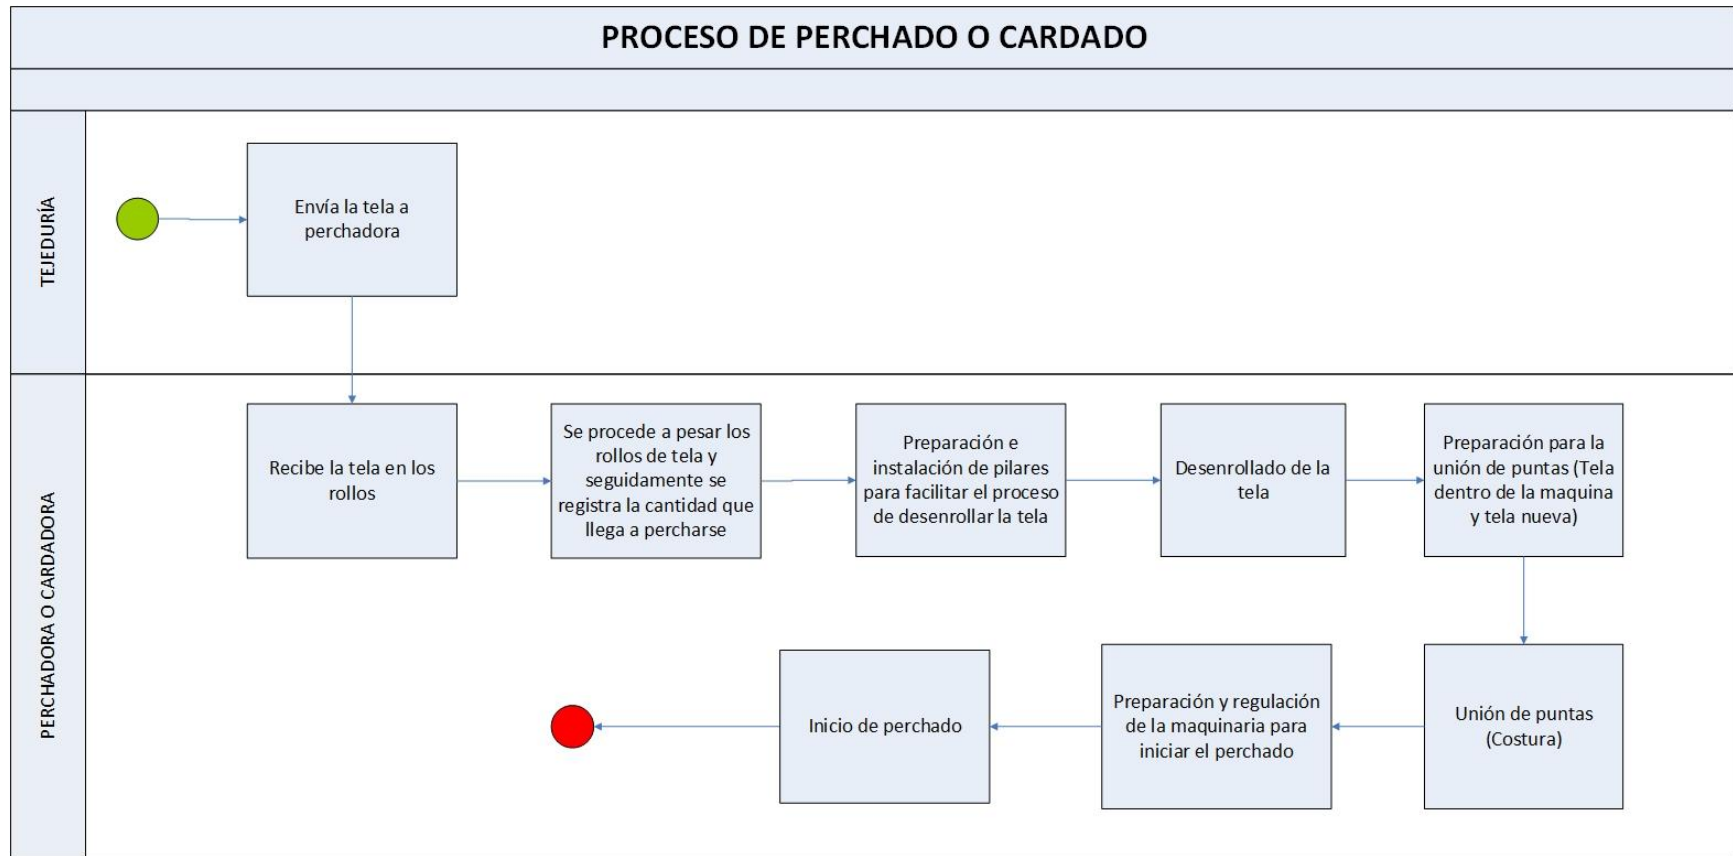 PROCESO DE PERCHADO O CARDADO
TEJEDURÍA
Envía la tela a
perchadora
PERCHADORA O CARDADORA
Recibe la tela en los
rollos
Se procede a pesar los
rollos de tela y
seguidamente se
registra la cantidad que
llega a percharse
Preparación e
instalación de pilares
para facilitar el proceso
de desenrollar la tela
Desenrollado de la
tela
Preparación para la
unión de puntas (Tela
dentro de la maquina
y tela nueva)
Unión de puntas
(Costura)
Preparación y regulación
de la maquinaria para
iniciar el perchado
Inicio de perchado